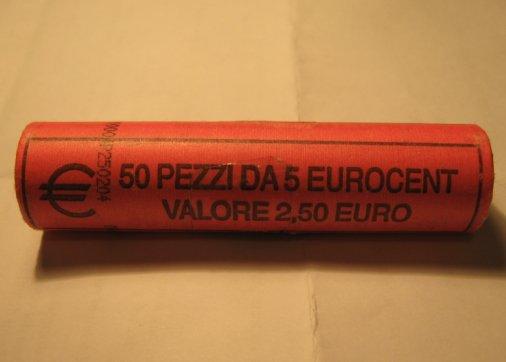 50 PEZZI DA 5 EUROCENT
VALORE 2,50 EURO